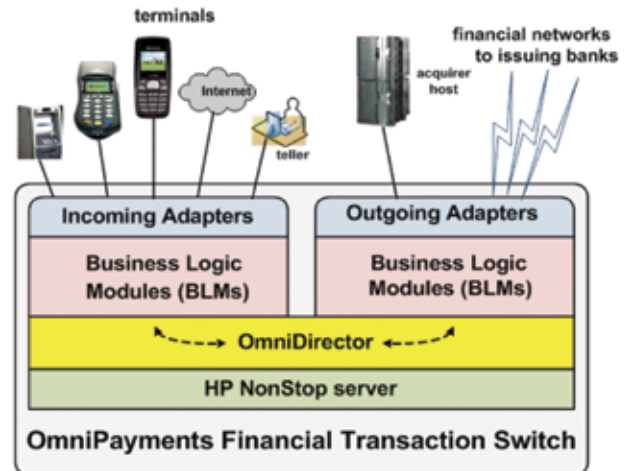 terminals
financial networks
to issuing banks
Internet
acquirer
host
teller
Incoming Adapters
Outgoing Adapters
Business Logic
Modules (BLMs)
Business Logic
Modules (BLMs)
OmniDirector
HP NonStop server
OmniPayments Financial Transaction Switch